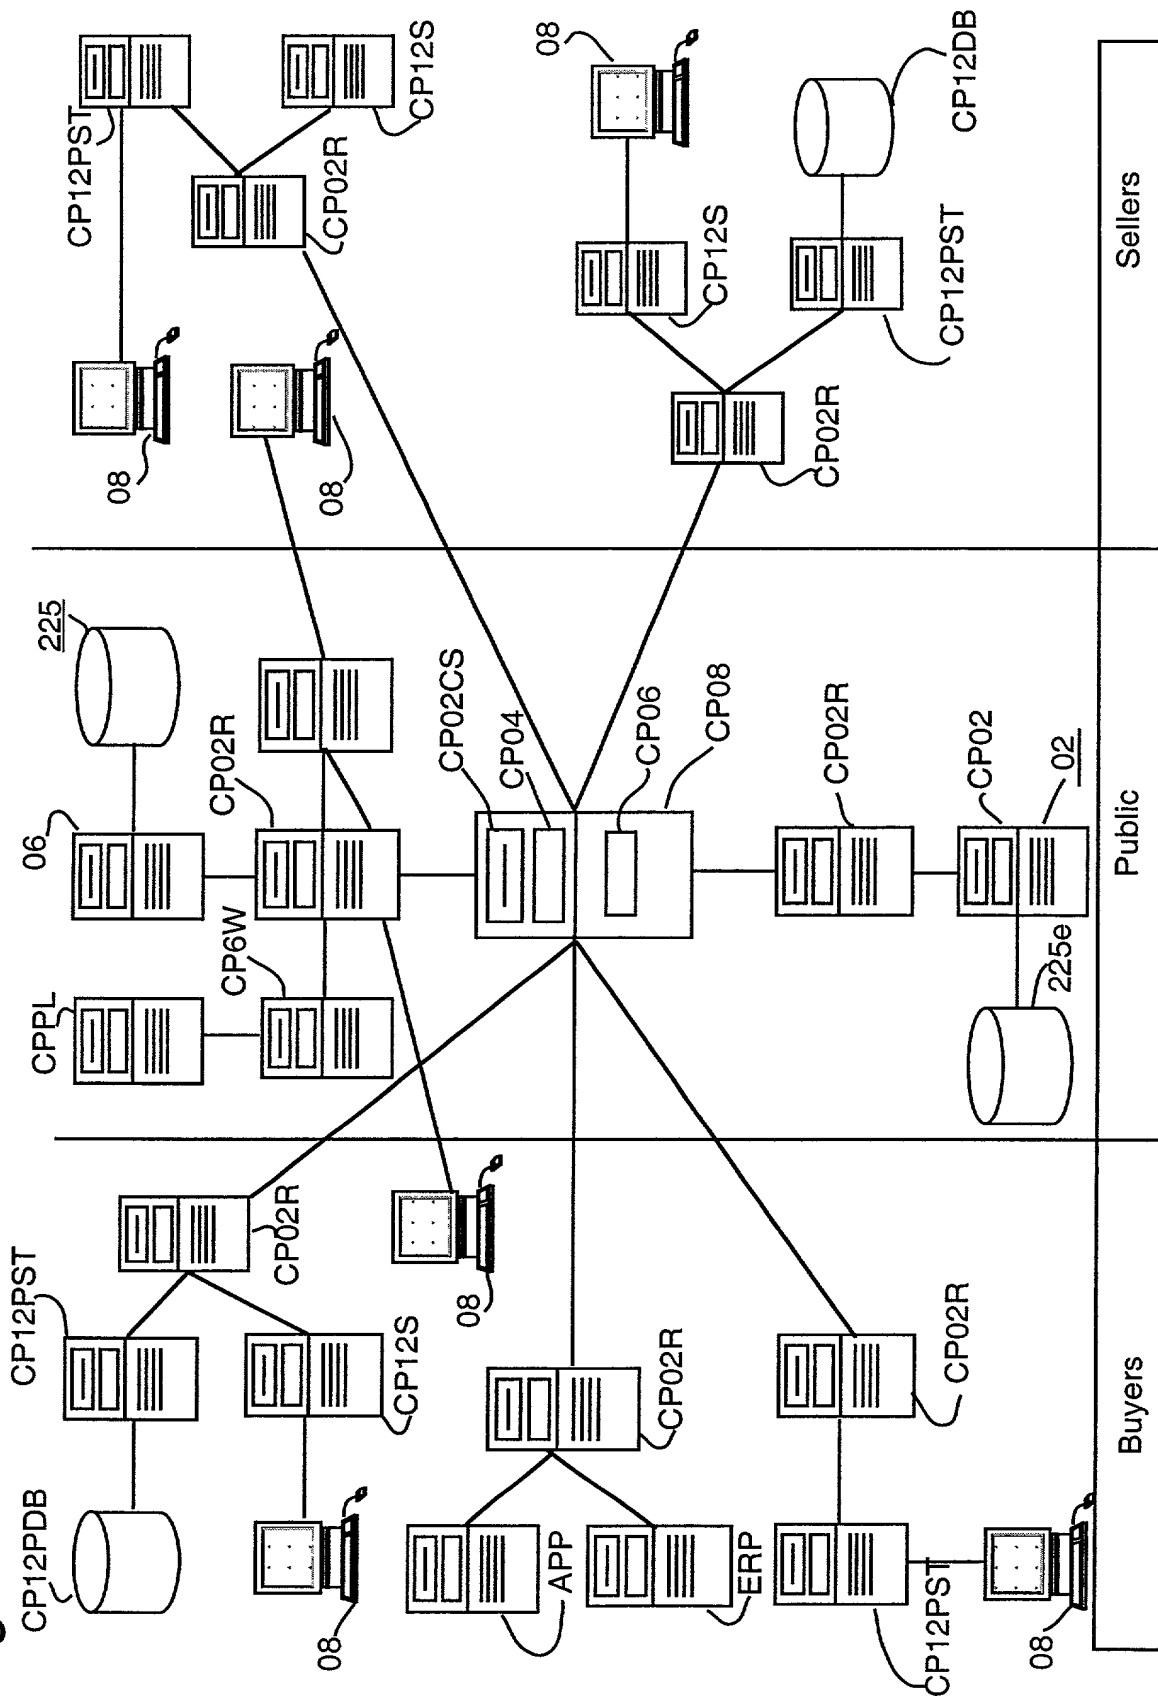 CP12PDB
CP12PST
06
CPPL
225
CP12PST
08
CP6W
CP02R
CP02R
08
08
CP02R
CP12S
CP12S
08
CP02CS
CP04
08
APP
CP06
CP02R
CP08
CP12S
ERP
CP02R
CP02R
CP12PST
CP02R
CP02
CP12PST
CP12DB
08
225e
02
Buyers
Public
Sellers